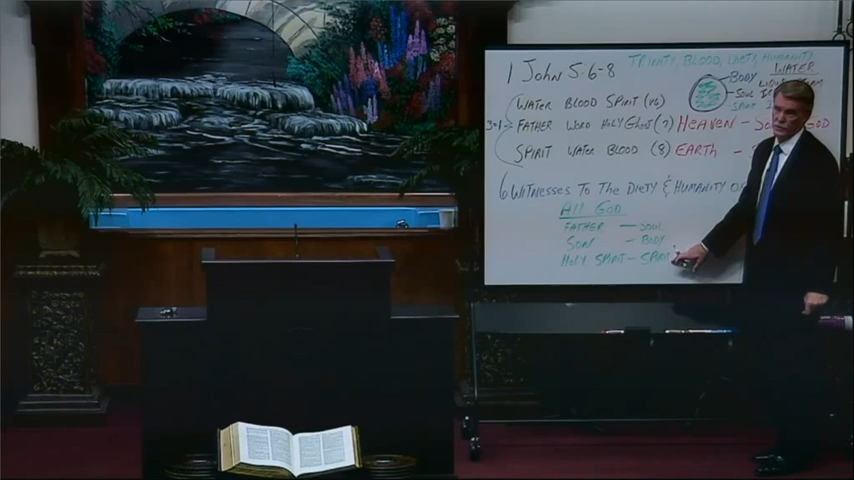 1 John 5:6-8
TRINITY, BLOOD, DIETY, HUMANITY
WATER
BODY
SOUL
SPIRIT
WATER BLOOD SPIRIT (v6)
3=1 FATHER WORD HOLY GHOST (7) HEAVEN -
SPIRIT WATER BLOOD (8) EARTH -
6 WITNESSES TO THE DIETY & HUMANITY
All GOD
FATHER — SOUL
SON — BODY
HOLY SPIRIT — SPIRIT